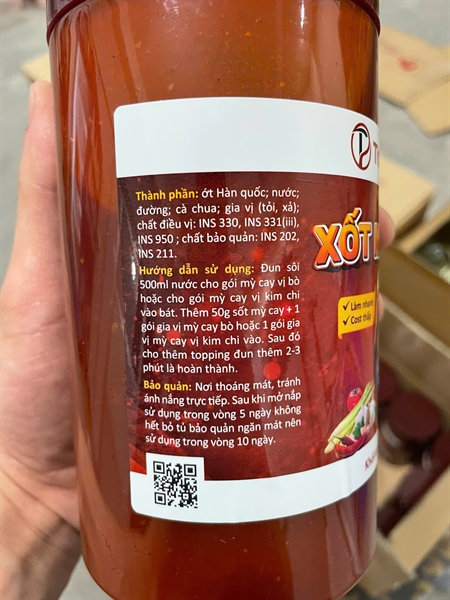 Thành phần: ớt Hàn quốc; nước;
đường; cà chua; gia vị (tỏi, xả);
chất điều vị: INS 330, INS 331(iii),
INS 950 ; chất bảo quản: INS 202,
INS 211.
Hướng dẫn sử dụng: Đun sôi
500ml nước cho gói mỳ cay vị bò
hoặc cho gói mỳ cay vị kim chi
vào bát. Thêm 50g sốt mỳ cay + 1
gói gia vị mỳ cay bò hoặc 1 gói gia
vị mỳ cay kim chi vào. Sau đó
cho thêm topping đun thêm 2-3
phút là hoàn thành.
Bảo quản: Nơi thoáng mát, tránh
ánh nắng trực tiếp. Sau khi mở nắp
sử dụng trong vòng 5 ngày không
hết bỏ tủ bảo quản ngăn mát nên
sử dụng trong vòng 10 ngày.
XỐT
✓ Làm nhanh
✓ Cost thấp